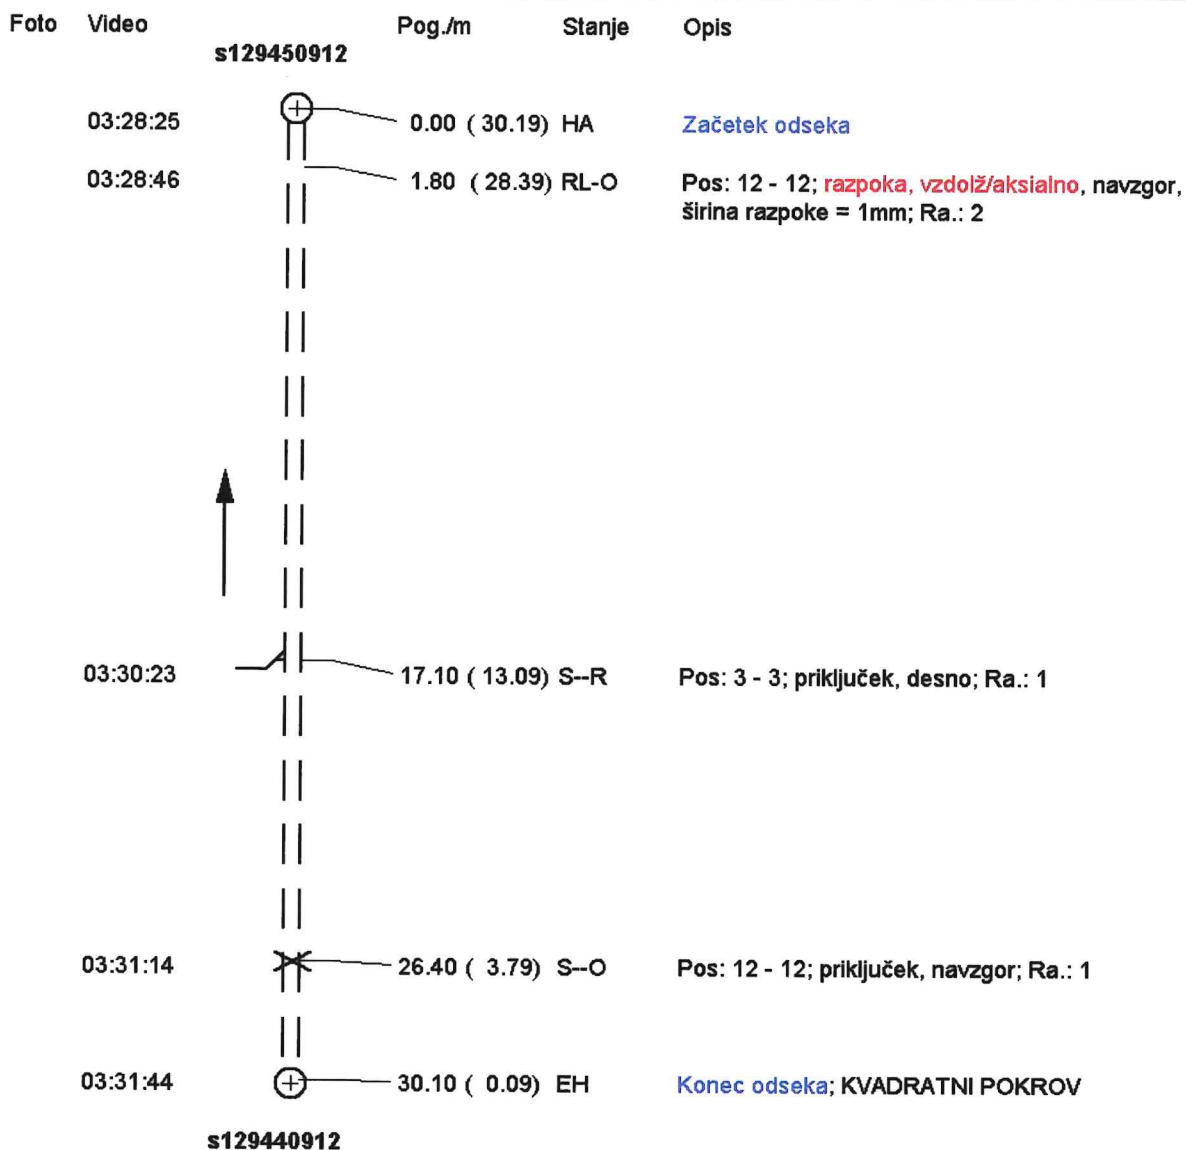 Foto Video Pog./m Stanje Opis
s129450912
03:28:25 0.00 ( 30.19) HA Začetek odseka
03:28:46 1.80 ( 28.39) RL-O Pos: 12 - 12; razpoka, vzdolž/aksialno, navzgor,
širina razpoke = 1mm; Ra.: 2
03:30:23 17.10 ( 13.09) S--R Pos: 3 - 3; priključek, desno; Ra.: 1
03:31:14 26.40 ( 3.79) S--O Pos: 12 - 12; priključek, navzgor; Ra.: 1
03:31:44 30.10 ( 0.09) EH Konec odseka; KVADRATNI POKROV
s129440912